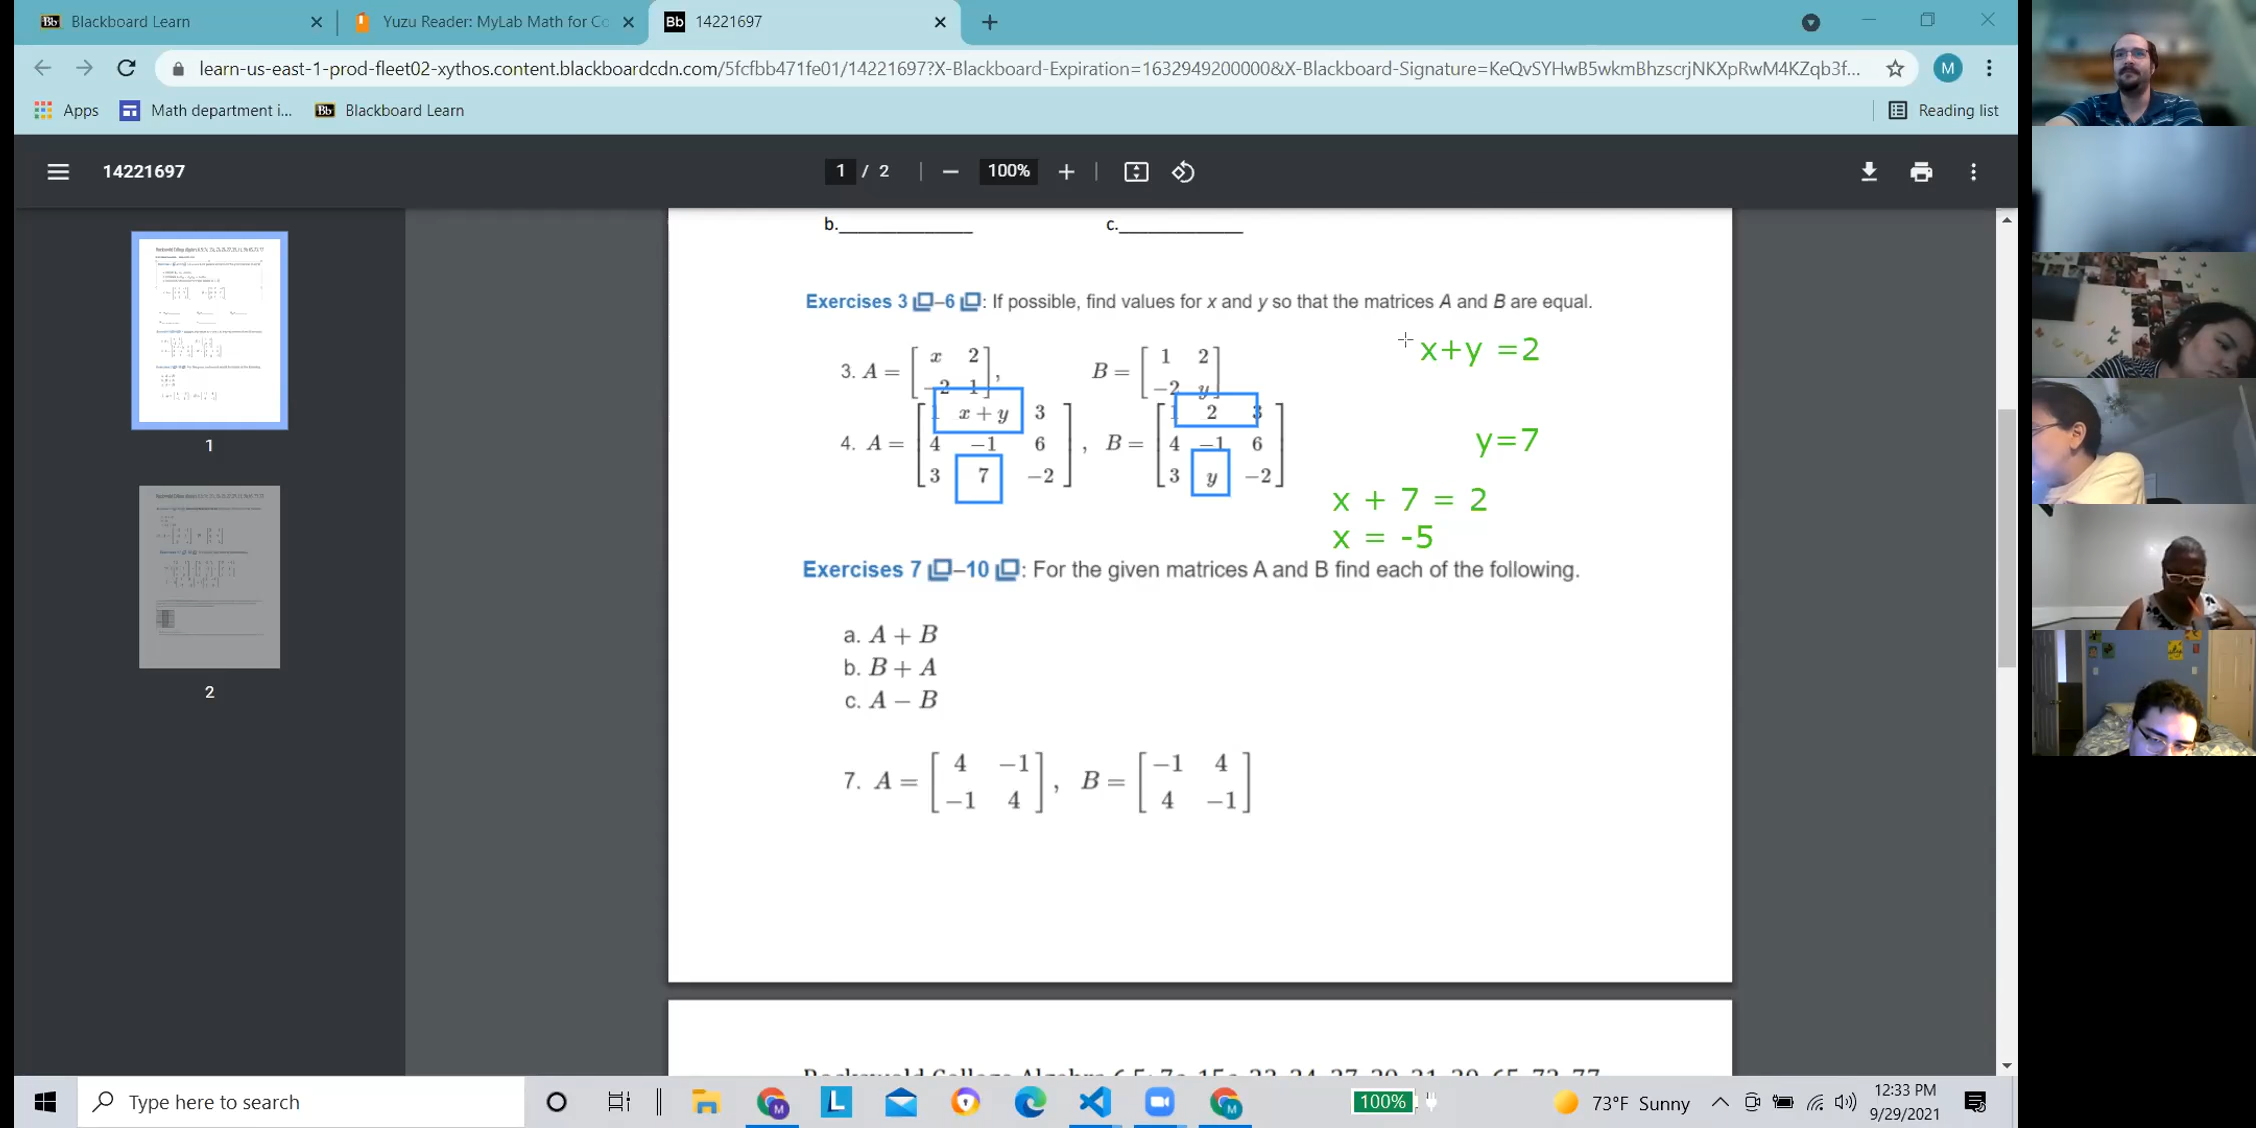 Blackboard Learn
Yuzu Reader: MyLab Math for Co
Bb 14221697
learn-us-east-1-prod-fleet02-xythos.content.blackboardcdn.com/5fcfbb471fe01/14221697?X-Blackboard-Expiration=1632949200000&X-Blackboard-Signature=KeQvSYHwB5wkmBhzscrjNKXpRwM4KZqb3f...
M
Apps
Math department i...
Bb Blackboard Learn
Reading list
14221697
1 / 2
100%
b.______________ c.______________
Exercises 3 –6 : If possible, find values for x and y so that the matrices A and B are equal.
x+y =2
3. A = [x 2
-2 1], B = [1 2
-2 y]
4. A = [1 x + y 3
4 -1 6
3 7 -2], B = [1 2 3
4 -1 6
3 y -2]
y=7
x + 7 = 2
x = -5
Exercises 7 –10 : For the given matrices A and B find each of the following.
a. A + B
b. B + A
c. A − B
7. A = [4 −1
−1 4], B = [−1 4
4 −1]
1
2
Type here to search
100%
73°F Sunny
12:33 PM
9/29/2021